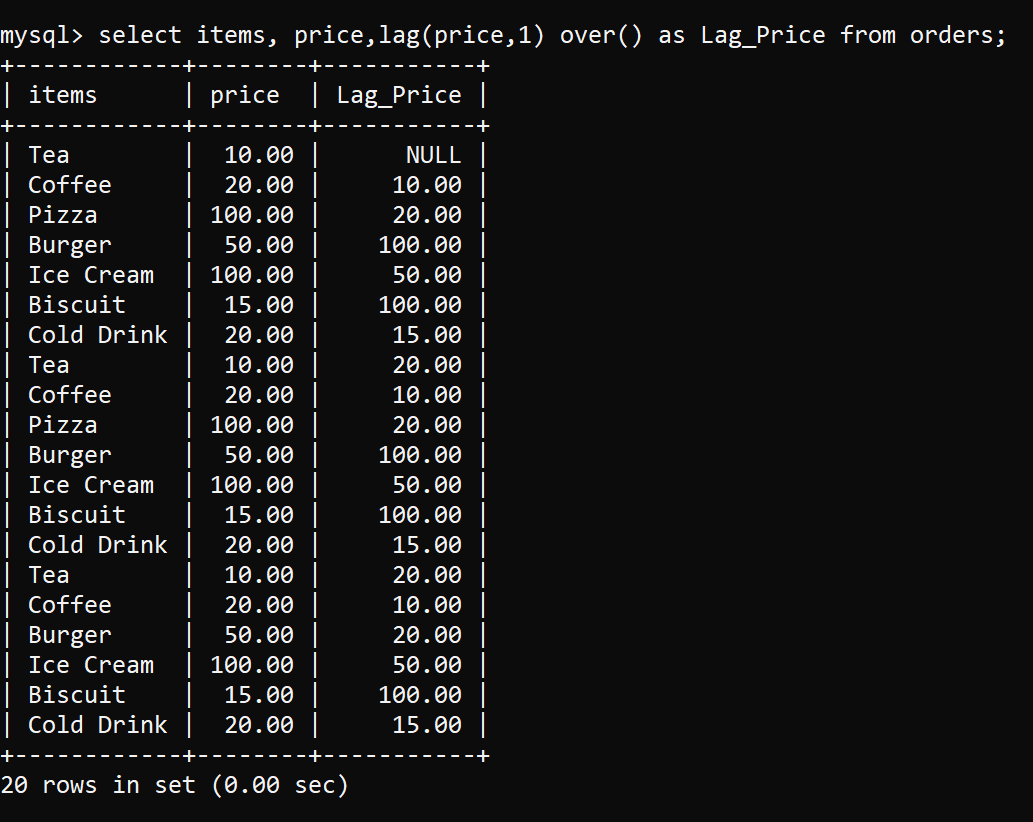 mysql> select items, price,lag(price,1) over() as Lag_Price from orders;
+------------+--------+-----------+
| items      | price  | Lag_Price |
+------------+--------+-----------+
| Tea        |  10.00 |      NULL |
| Coffee     |  20.00 |     10.00 |
| Pizza      | 100.00 |     20.00 |
| Burger     |  50.00 |    100.00 |
| Ice Cream  | 100.00 |     50.00 |
| Biscuit    |  15.00 |    100.00 |
| Cold Drink |  20.00 |     15.00 |
| Tea        |  10.00 |     20.00 |
| Coffee     |  20.00 |     10.00 |
| Pizza      | 100.00 |     20.00 |
| Burger     |  50.00 |    100.00 |
| Ice Cream  | 100.00 |     50.00 |
| Biscuit    |  15.00 |    100.00 |
| Cold Drink |  20.00 |     15.00 |
| Tea        |  10.00 |     20.00 |
| Coffee     |  20.00 |     10.00 |
| Burger     |  50.00 |     20.00 |
| Ice Cream  | 100.00 |     50.00 |
| Biscuit    |  15.00 |    100.00 |
| Cold Drink |  20.00 |     15.00 |
+------------+--------+-----------+
20 rows in set (0.00 sec)